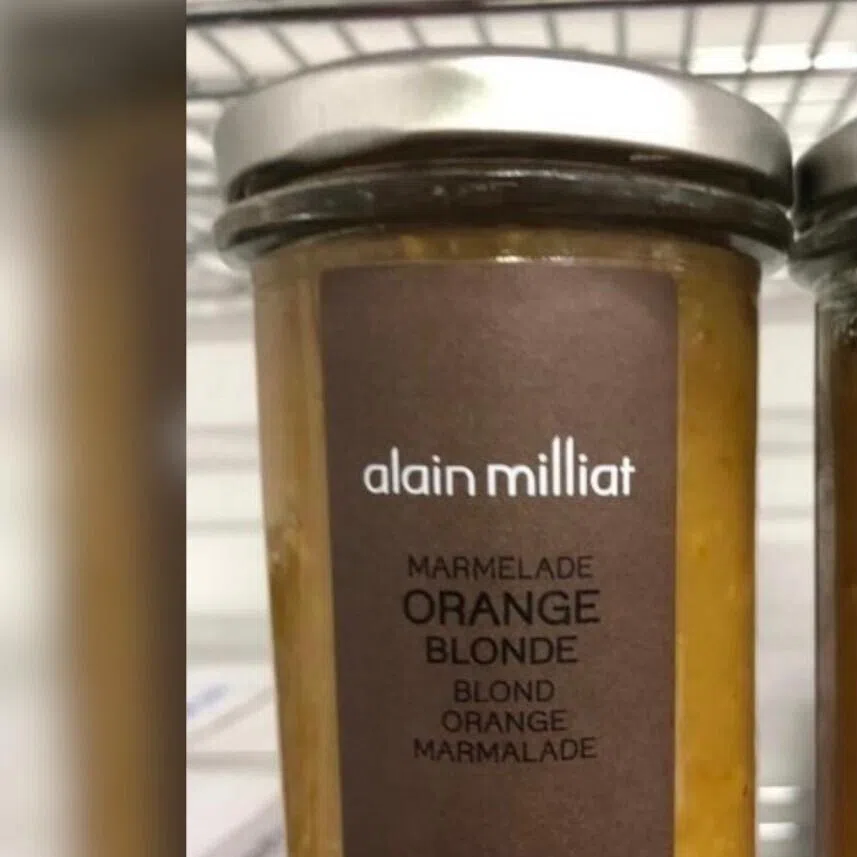 alain milliat
MARMELADE
ORANGE
BLONDE
BLOND
ORANGE
MARMALADE